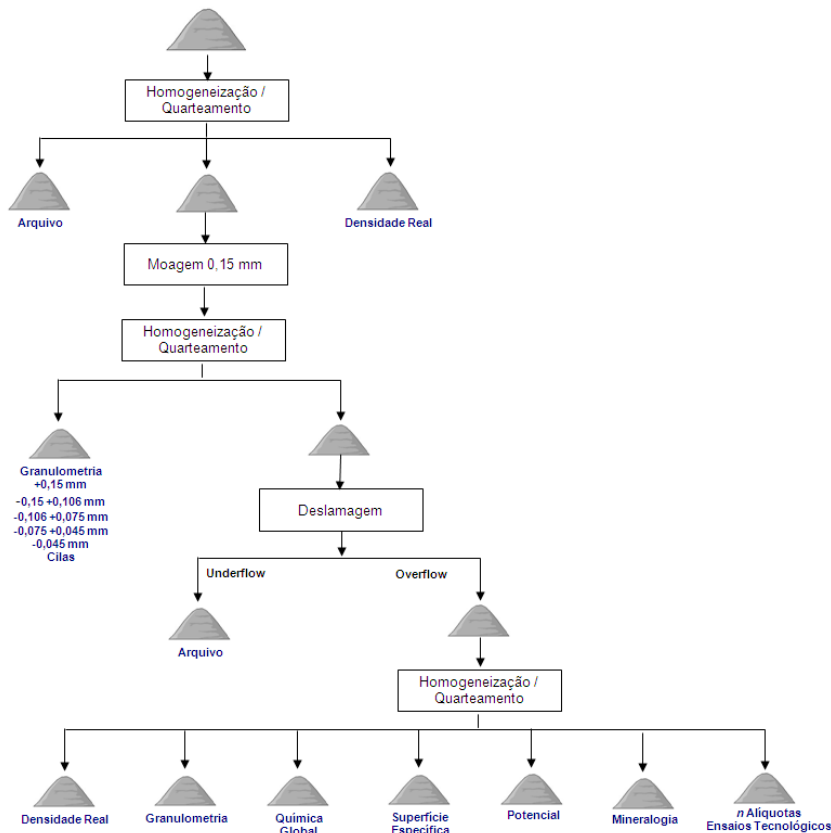 Homogeneização /
Quarteamento
Arquivo
Densidade Real
Moagem 0,15 mm
Homogeneização /
Quarteamento
Granulometria
+0,15 mm
-0,15 +0,106 mm
-0,106 +0,075 mm
-0,075 +0,045 mm
-0,045 mm
Cilas
Deslamagem
Underflow
Overflow
Arquivo
Homogeneização /
Quarteamento
Densidade Real
Granulometria
Química
Global
Superfície
Específica
Potencial
Mineralogia
n Alíquotas
Ensaios Tecnológicos